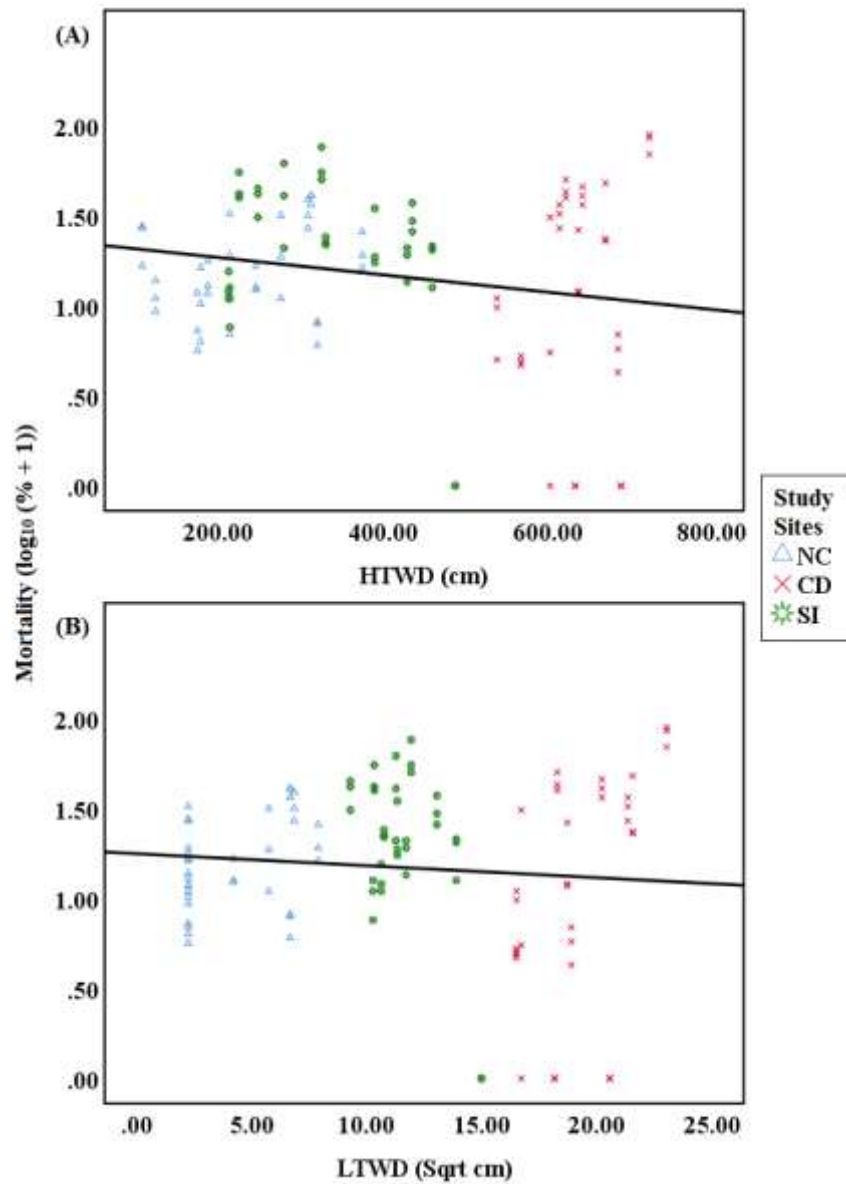 (A)
2.00
1.50
1.00
.50
.00
200.00 400.00 600.00 800.00
HTWD (cm)
Mortality (log₁₀ (% + 1))
Study
Sites
NC
CD
SI
(B)
2.00
1.50
1.00
.50
.00
.00 5.00 10.00 15.00 20.00 25.00
LTWD (Sqrt cm)